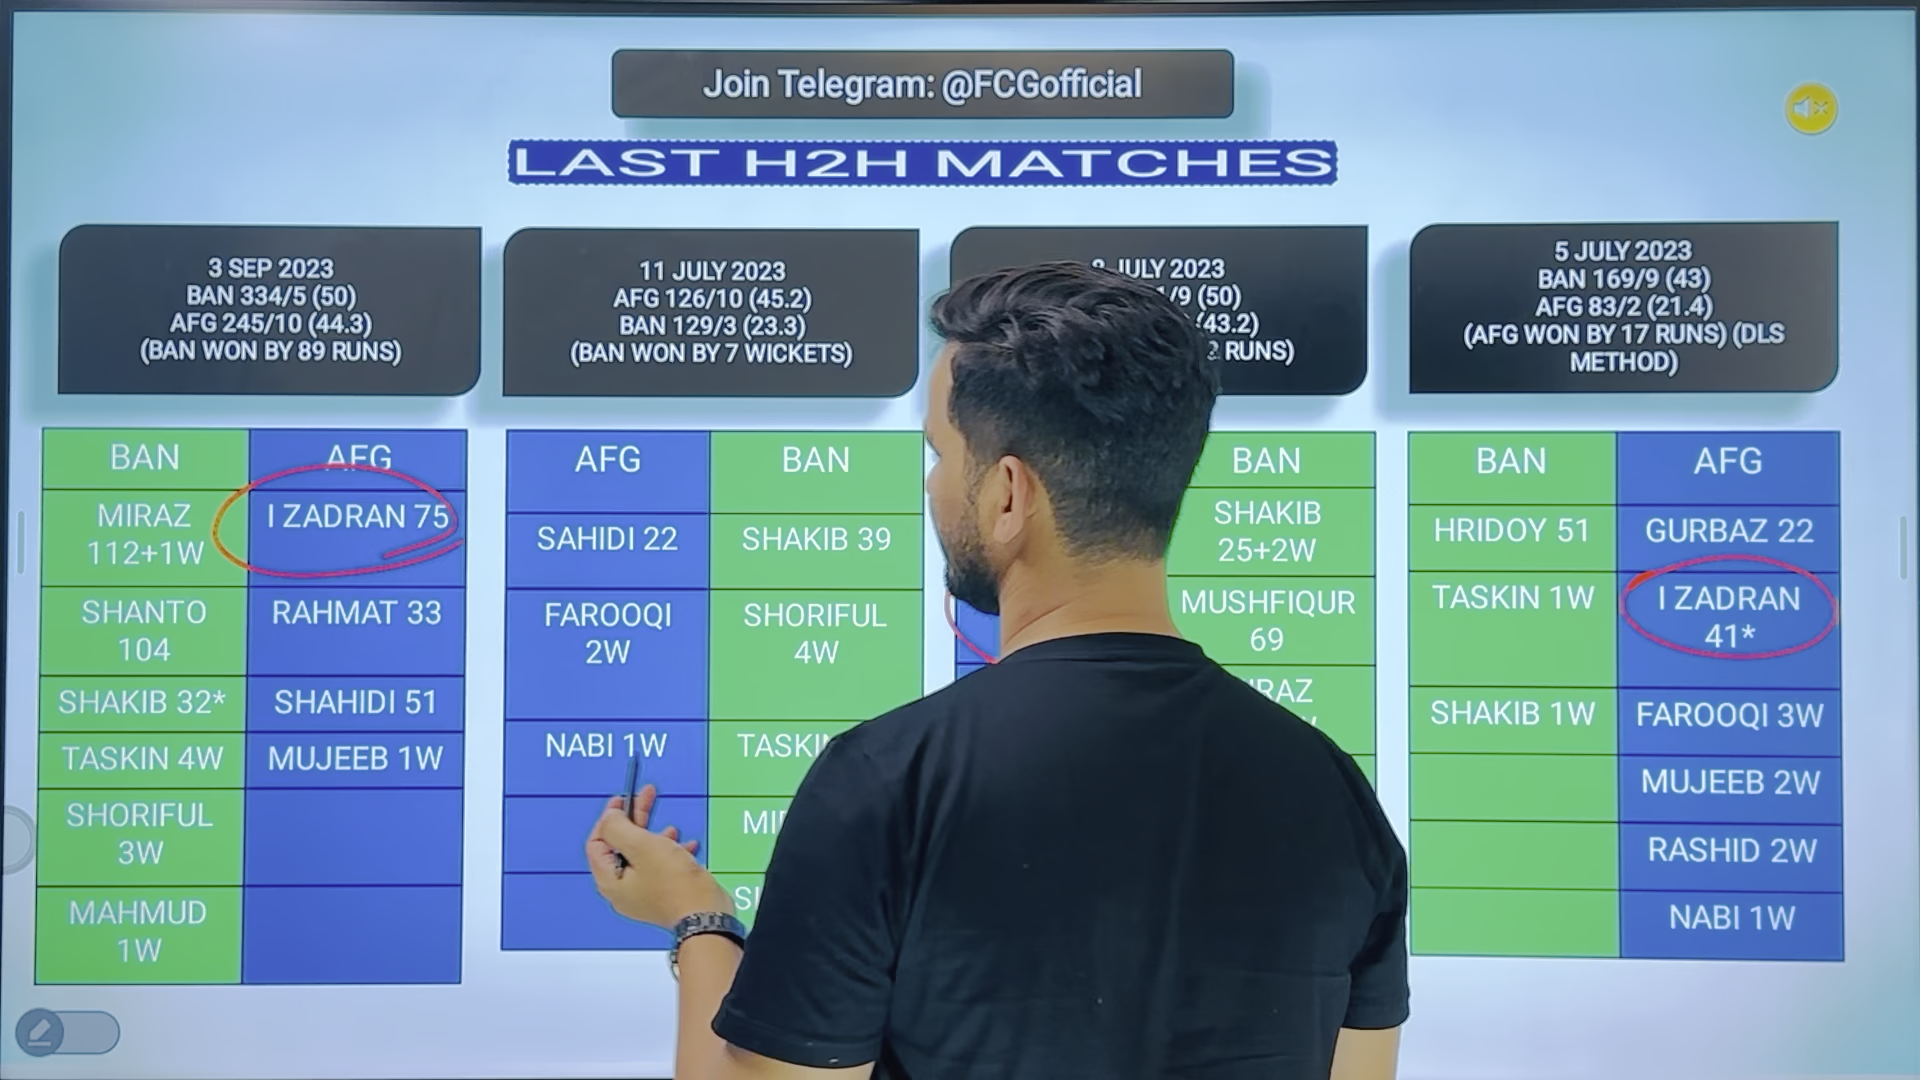 Join Telegram: @FCGofficial
LAST H2H MATCHES
3 SEP 2023
BAN 334/5 (50)
AFG 245/10 (44.3)
(BAN WON BY 89 RUNS)
BAN
AFG
MIRAZ
112+1W
I ZADRAN 75
SHANTO
104
RAHMAT 33
SHAKIB 32*
SHAHIDI 51
TASKIN 4W
MUJEEB 1W
SHORIFUL
3W
MAHMUD
1W
11 JULY 2023
AFG 126/10 (45.2)
BAN 129/3 (23.3)
(BAN WON BY 7 WICKETS)
AFG
BAN
SAHIDI 22
SHAKIB 39
FAROOQI
2W
SHORIFUL
4W
NABI 1W
JULY 2023
(50)
(43.2)
RUNS)
BAN
SHAKIB
25+2W
MUSHFIQUR
69
5 JULY 2023
BAN 169/9 (43)
AFG 83/2 (21.4)
(AFG WON BY 17 RUNS) (DLS
METHOD)
BAN
AFG
HRIDOY 51
GURBAZ 22
TASKIN 1W
I ZADRAN
41*
SHAKIB 1W
FAROOQI 3W
MUJEEB 2W
RASHID 2W
NABI 1W